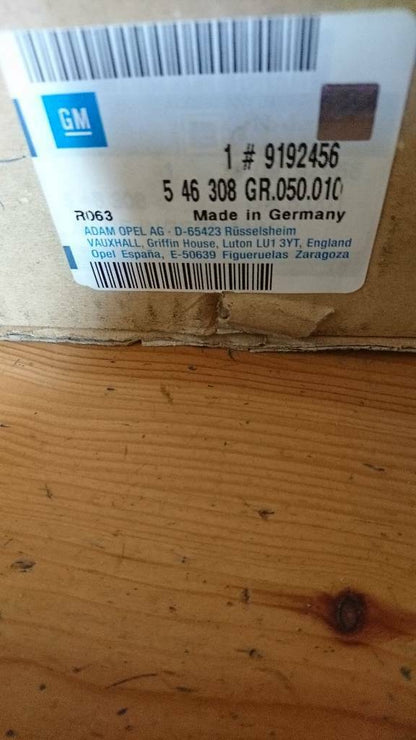 GM
1 # 9192456
5 46 308 GR.050.010
R063 Made in Germany
ADAM OPEL AG - D-65423 Rüsselsheim
VAUXHALL, Griffin House, Luton LU1 3YT, England
Opel España, E-50639 Figueruelas Zaragoza